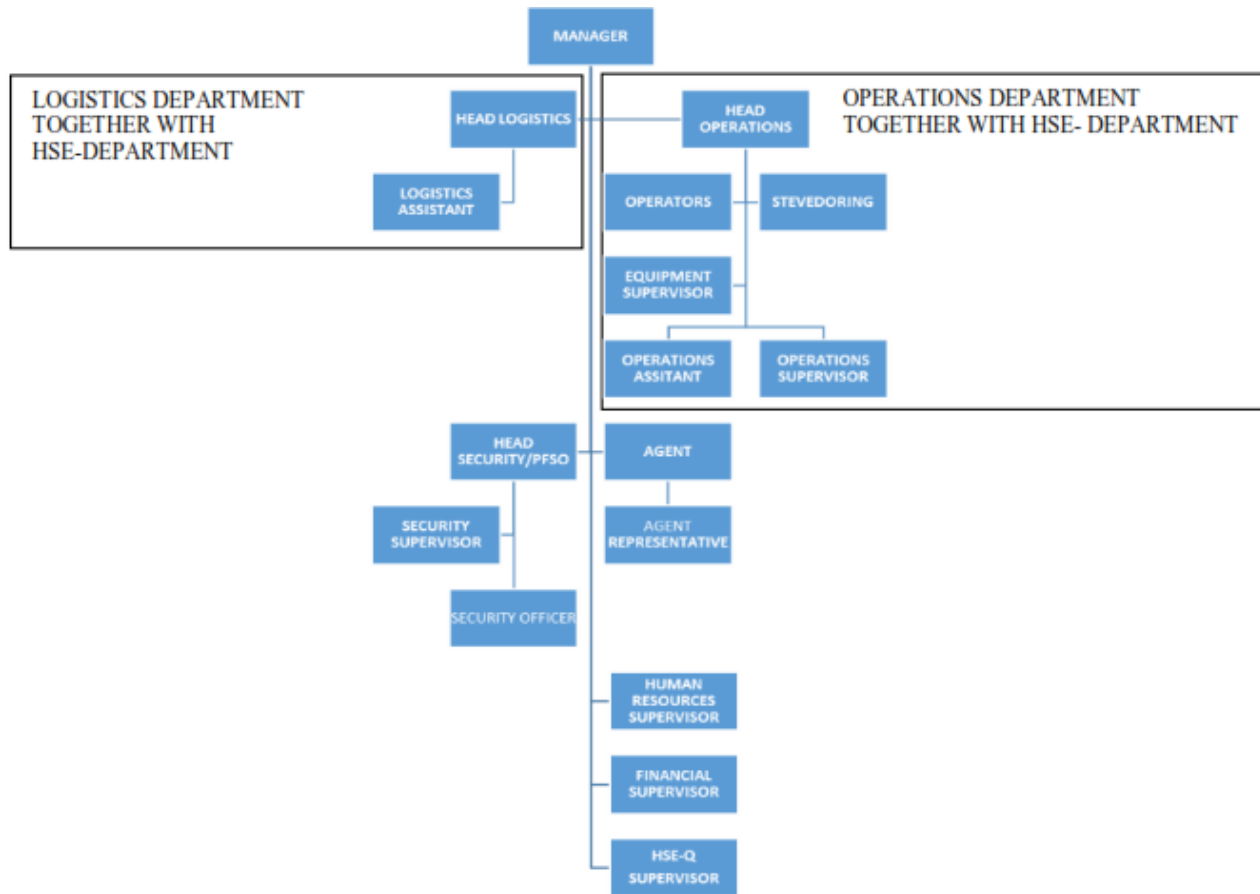 MANAGER
LOGISTICS DEPARTMENT
TOGETHER WITH
HSE-DEPARTMENT
HEAD LOGISTICS
LOGISTICS
ASSISTANT
HEAD
OPERATIONS
OPERATIONS DEPARTMENT
TOGETHER WITH HSE- DEPARTMENT
OPERATORS
STEVEDORING
EQUIPMENT
SUPERVISOR
OPERATIONS
ASSITANT
OPERATIONS
SUPERVISOR
HEAD
SECURITY/PFSO
AGENT
SECURITY
SUPERVISOR
AGENT
REPRESENTATIVE
SECURITY OFFICER
HUMAN
RESOURCES
SUPERVISOR
FINANCIAL
SUPERVISOR
HSE-Q
SUPERVISOR